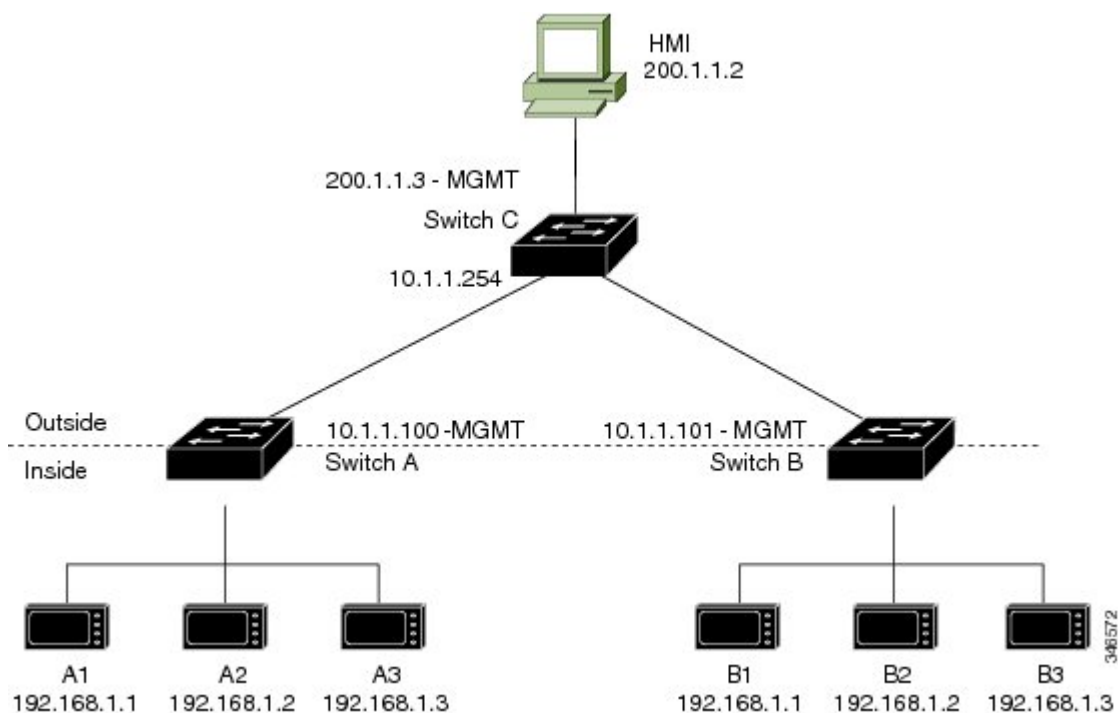 HMI
200.1.1.2
200.1.1.3 - MGMT
Switch C
10.1.1.254
Outside
Inside
10.1.1.100 -MGMT
Switch A
10.1.1.101 - MGMT
Switch B
A1
192.168.1.1
A2
192.168.1.2
A3
192.168.1.3
B1
192.168.1.1
B2
192.168.1.2
B3
192.168.1.3
346572